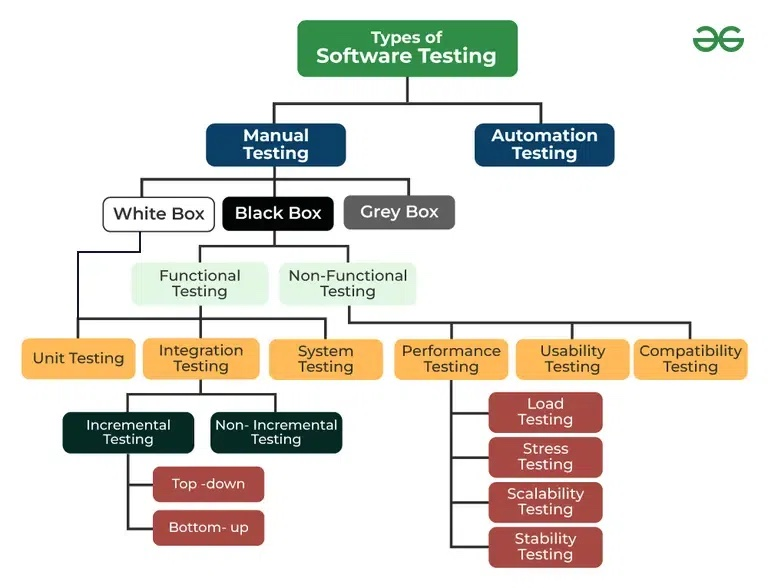 Types of
Software Testing
Manual
Testing
Automation
Testing
White Box
Black Box
Grey Box
Functional
Testing
Non-Functional
Testing
Unit Testing
Integration
Testing
System
Testing
Performance
Testing
Usability
Testing
Compatibility
Testing
Incremental
Testing
Non- Incremental
Testing
Load
Testing
Stress
Testing
Top -down
Scalability
Testing
Bottom- up
Stability
Testing